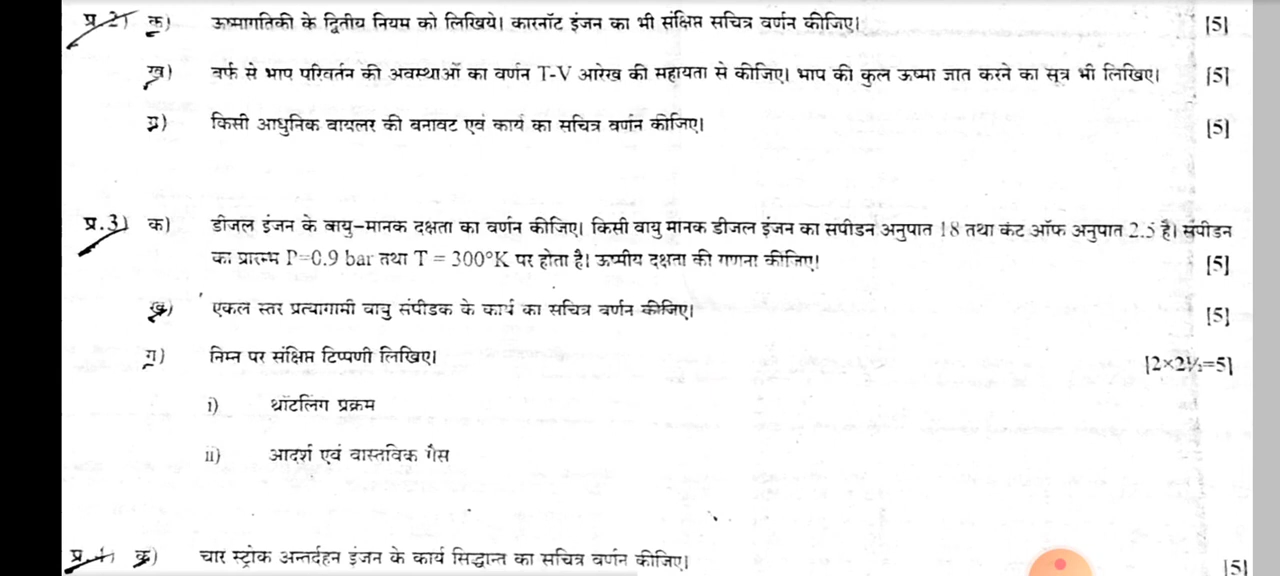 प्र.2) क) ऊष्मागतिकी के द्वितीय नियम को लिखिये। कारनॉट इंजन का भी संक्षिप्त सचित्र वर्णन कीजिए। [5]
ख) वर्फ से भाप परिवर्तन की अवस्थाओं का वर्णन T-V आरेख की महायता से कीजिए। भाप की कुल ऊष्मा जात करने का सूत्र भी लिखिए। [5]
ग) किसी आधुनिक वायलर की बनावट एवं कार्य का सचित्र वर्णन कीजिए। [5]
प्र.3) क) डीजल इंजन के वायु-मानक दक्षता का वर्णन कीजिए। किसी वायु मानक डीजल इंजन का सपीडन अनुपात 18 तथा कट ऑफ अनुपात 2.5 है। संपीडन
का प्रारम्भ P=0.9 bar तथा T = 300°K पर होता है। ऊष्मीय दक्षता की गणना कीजिए। [5]
ख) एकल स्तर प्रत्यागामी वायु संपीडक के कार्य का सचित्र वर्णन कीजिए। [5]
ग) निम्न पर संक्षिप्त टिप्पणी लिखिए। [2×2½=5]
i) थ्रॉटलिंग प्रक्रम
ii) आदर्श एवं वास्तविक गैस
प्र.4) क) चार स्ट्रोक अन्तर्दहन इंजन के कार्य सिद्धान्त का सचित्र वर्णन कीजिए। [5]